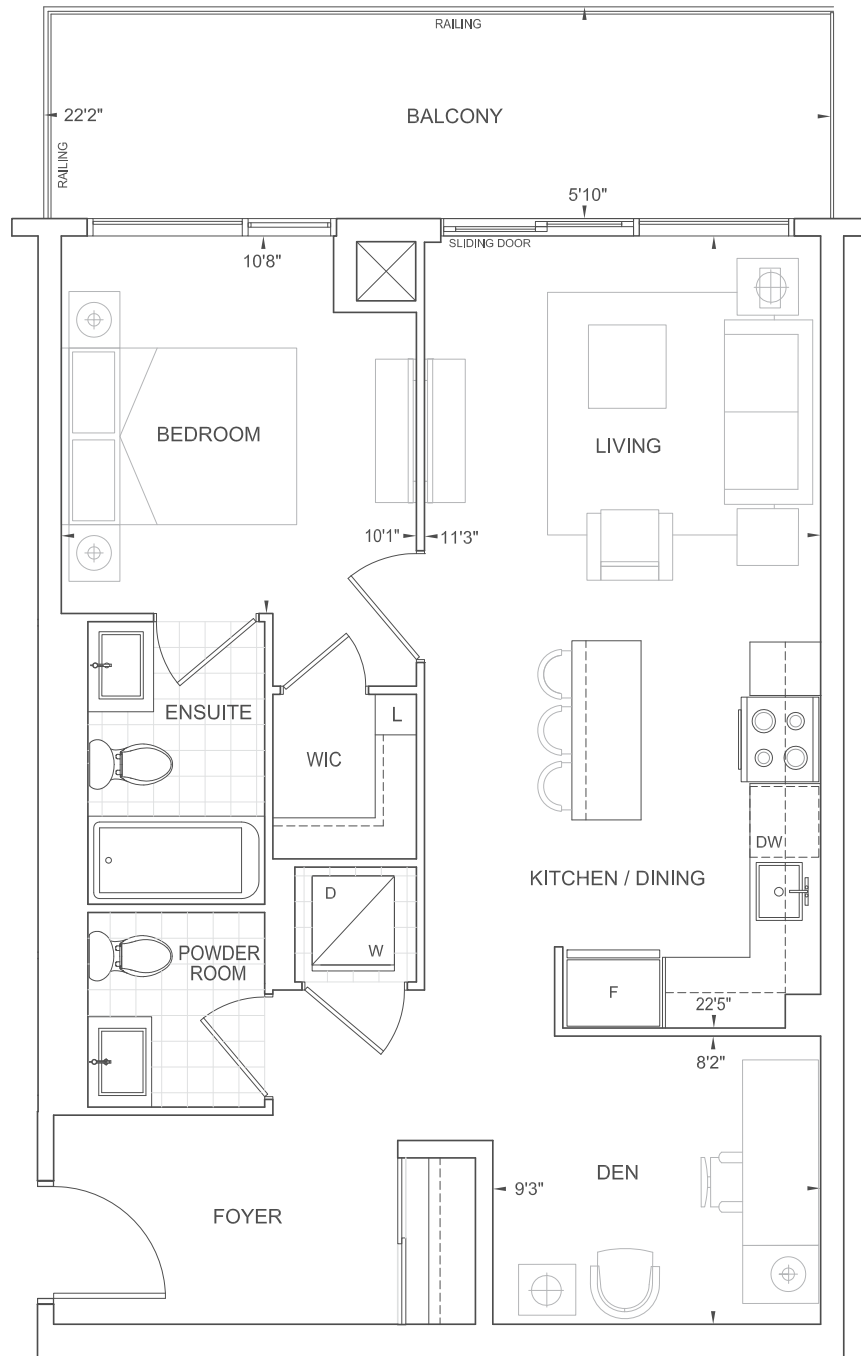 RAILING
22'2"
BALCONY
RAILING
5'10"
SLIDING DOOR
10'8"
BEDROOM
LIVING
10'1"
11'3"
ENSUITE
L
WIC
DW
KITCHEN / DINING
D
W
POWDER
ROOM
F
22'5"
8'2"
DEN
9'3"
FOYER